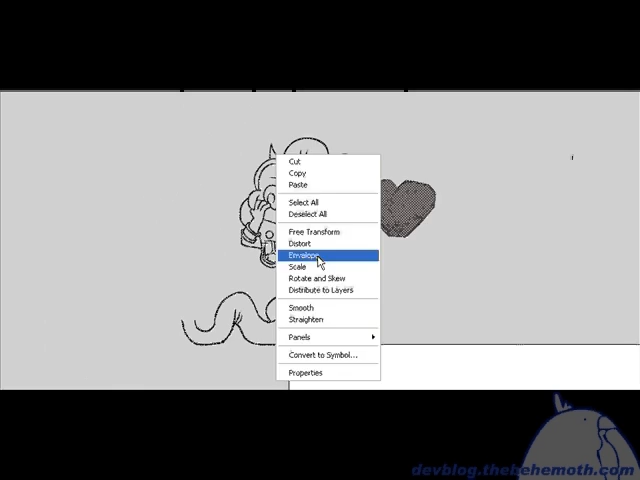 Cut
Copy
Paste
Select All
Deselect All
Free Transform
Distort
Envelope
Scale
Rotate and Skew
Distribute to Layers
Smooth
Straighten
Panels
Convert to Symbol...
Properties
devblog.thebehemoth.com